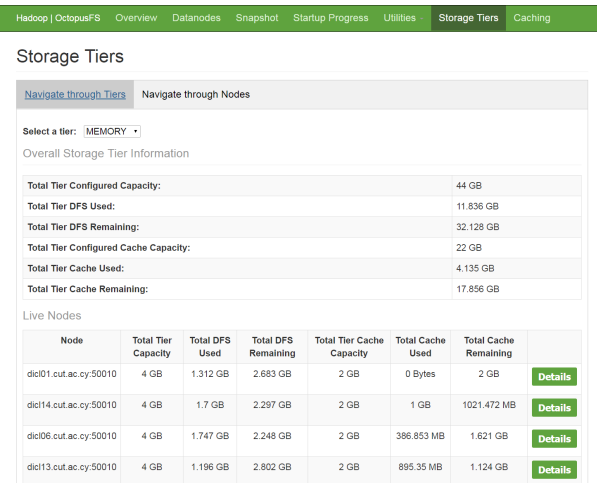 Hadoop | OctopusFS Overview Datanodes Snapshot Startup Progress Utilities Storage Tiers Caching
Storage Tiers
Navigate through Tiers Navigate through Nodes
Select a tier: MEMORY
Overall Storage Tier Information
Total Tier Configured Capacity: 44 GB
Total Tier DFS Used: 11.836 GB
Total Tier DFS Remaining: 32.128 GB
Total Tier Configured Cache Capacity: 22 GB
Total Tier Cache Used: 4.135 GB
Total Tier Cache Remaining: 17.856 GB
Live Nodes
Node Total Tier Capacity Total DFS Used Total DFS Remaining Total Tier Cache Capacity Total Cache Used Total Cache Remaining
dicl01.cut.ac.cy:50010 4 GB 1.312 GB 2.683 GB 2 GB 0 Bytes 2 GB Details
dicl14.cut.ac.cy:50010 4 GB 1.7 GB 2.297 GB 2 GB 1 GB 1021.472 MB Details
dicl06.cut.ac.cy:50010 4 GB 1.747 GB 2.248 GB 2 GB 386.853 MB 1.621 GB Details
dicl13.cut.ac.cy:50010 4 GB 1.196 GB 2.802 GB 2 GB 895.35 MB 1.124 GB Details